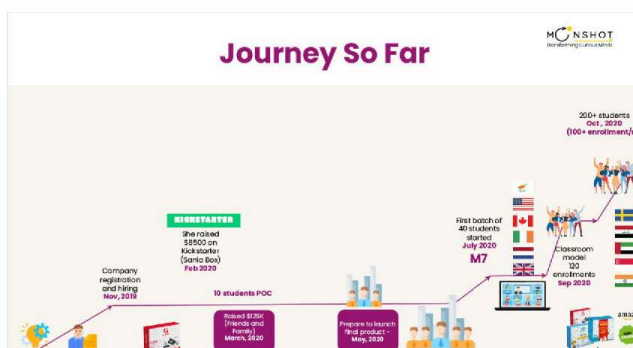 Journey So Far
MOONSHOT
Transforming Curious Minds
200+ students
Oct, 2020
(100+ enrollment/
KICKSTARTER
She raised
$8500 on
Kickstarter
(Sania Box)
Feb 2020
First batch of
40 students
started
July 2020
M7
Company
registration
and hiring
Nov, 2019
10 students POC
Classroom
model
120
enrollments
Sep 2020
Raised $125K
(Friends and
Family)
March, 2020
Prepare to launch
final product -
May, 2020